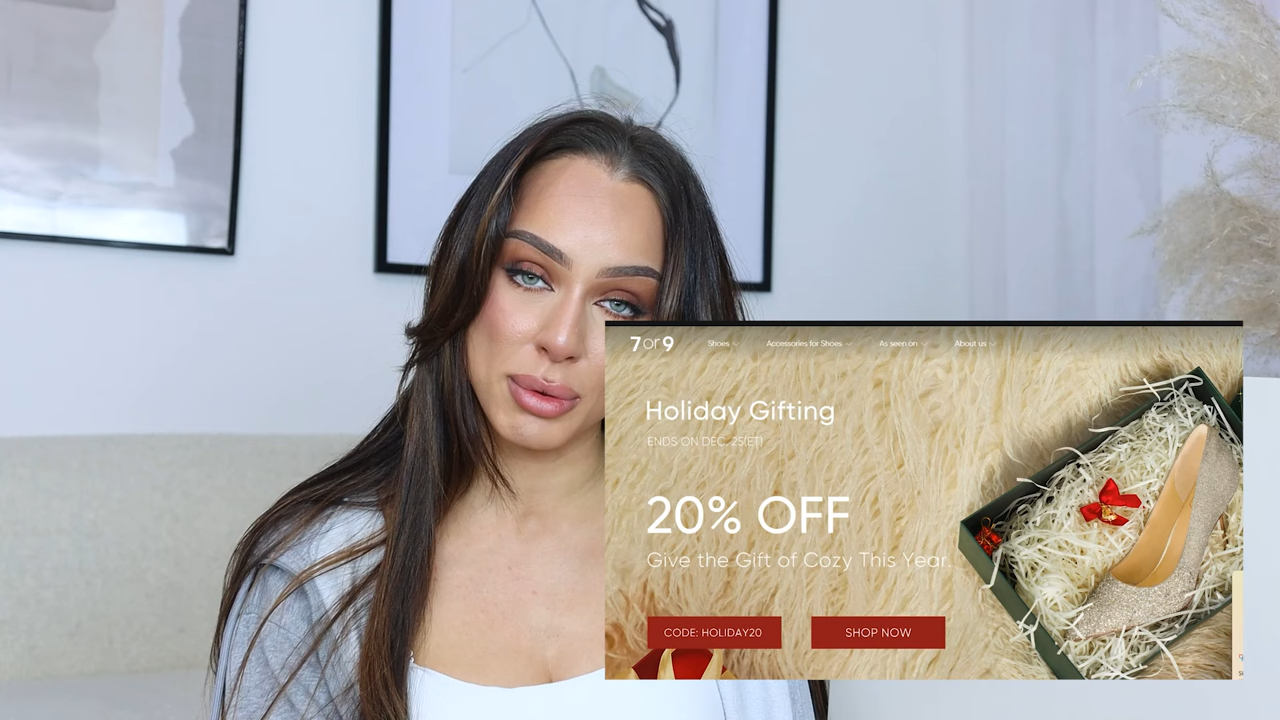 7or9 Shoes Accessories for Shoes As seen on About us
Holiday Gifting
ENDS ON DEC. 25(ET)
20% OFF
Give the Gift of Cozy This Year.
CODE: HOLIDAY20 SHOP NOW